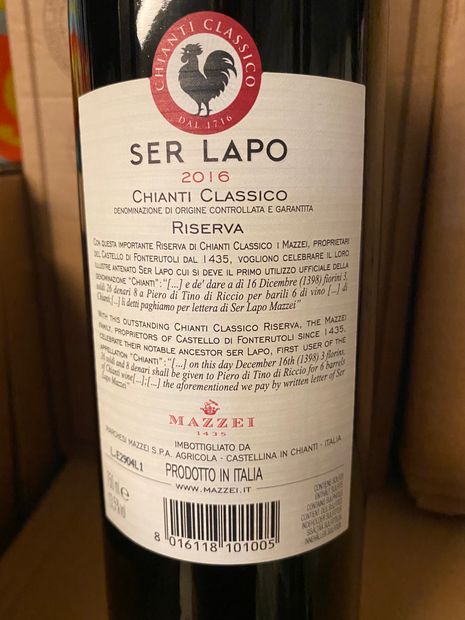 CHIANTI CLASSICO
DAL 1716
SER LAPO
2016
CHIANTI CLASSICO
DENOMINAZIONE DI ORIGINE CONTROLLATA E GARANTITA
RISERVA
CON QUESTA IMPORTANTE RISERVA DI CHIANTI CLASSICO I MAZZEI, PROPRIETARI
DEL CASTELLO DI FONTERUTOLI DAL 1435, VOGLIONO CELEBRARE IL LORO
ILLUSTRE ANTENATO SER LAPO CUI SI DEVE IL PRIMO UTILIZZO UFFICIALE DELLA
DENOMINAZIONE "CHIANTI": "[...] e de' dare a dì 16 Dicembre (1398) fiorini 3,
soldi 26 denari 8 a Piero di Tino di Riccio per barili 6 di vino [...] di
Chianti [...]: li detti paghiamo per lettera di Ser Lapo Mazzei"
WITH THIS OUTSTANDING CHIANTI CLASSICO RISERVA, THE MAZZEI
FAMILY, PROPRIETORS OF CASTELLO DI FONTERUTOLI SINCE 1435,
CELEBRATE THEIR NOTABLE ANCESTOR SER LAPO, FIRST USER OF THE
APPELLATION "CHIANTI": "[...] on this day December 16th (1398) 3 florins,
26 soldi and 8 denari shall be given to Piero di Tino di Riccio for 6 barrels
of Chianti wine[...];[...] the aforementioned we pay by written letter of Ser
Lapo Mazzei"
MAZZEI
1435
IMBOTTIGLIATO DA
MARCHESI MAZZEI S.P.A. AGRICOLA - CASTELLINA IN CHIANTI - ITALIA
L.E2904L1
PRODOTTO IN ITALIA
WWW.MAZZEI.IT
8 016118 101005